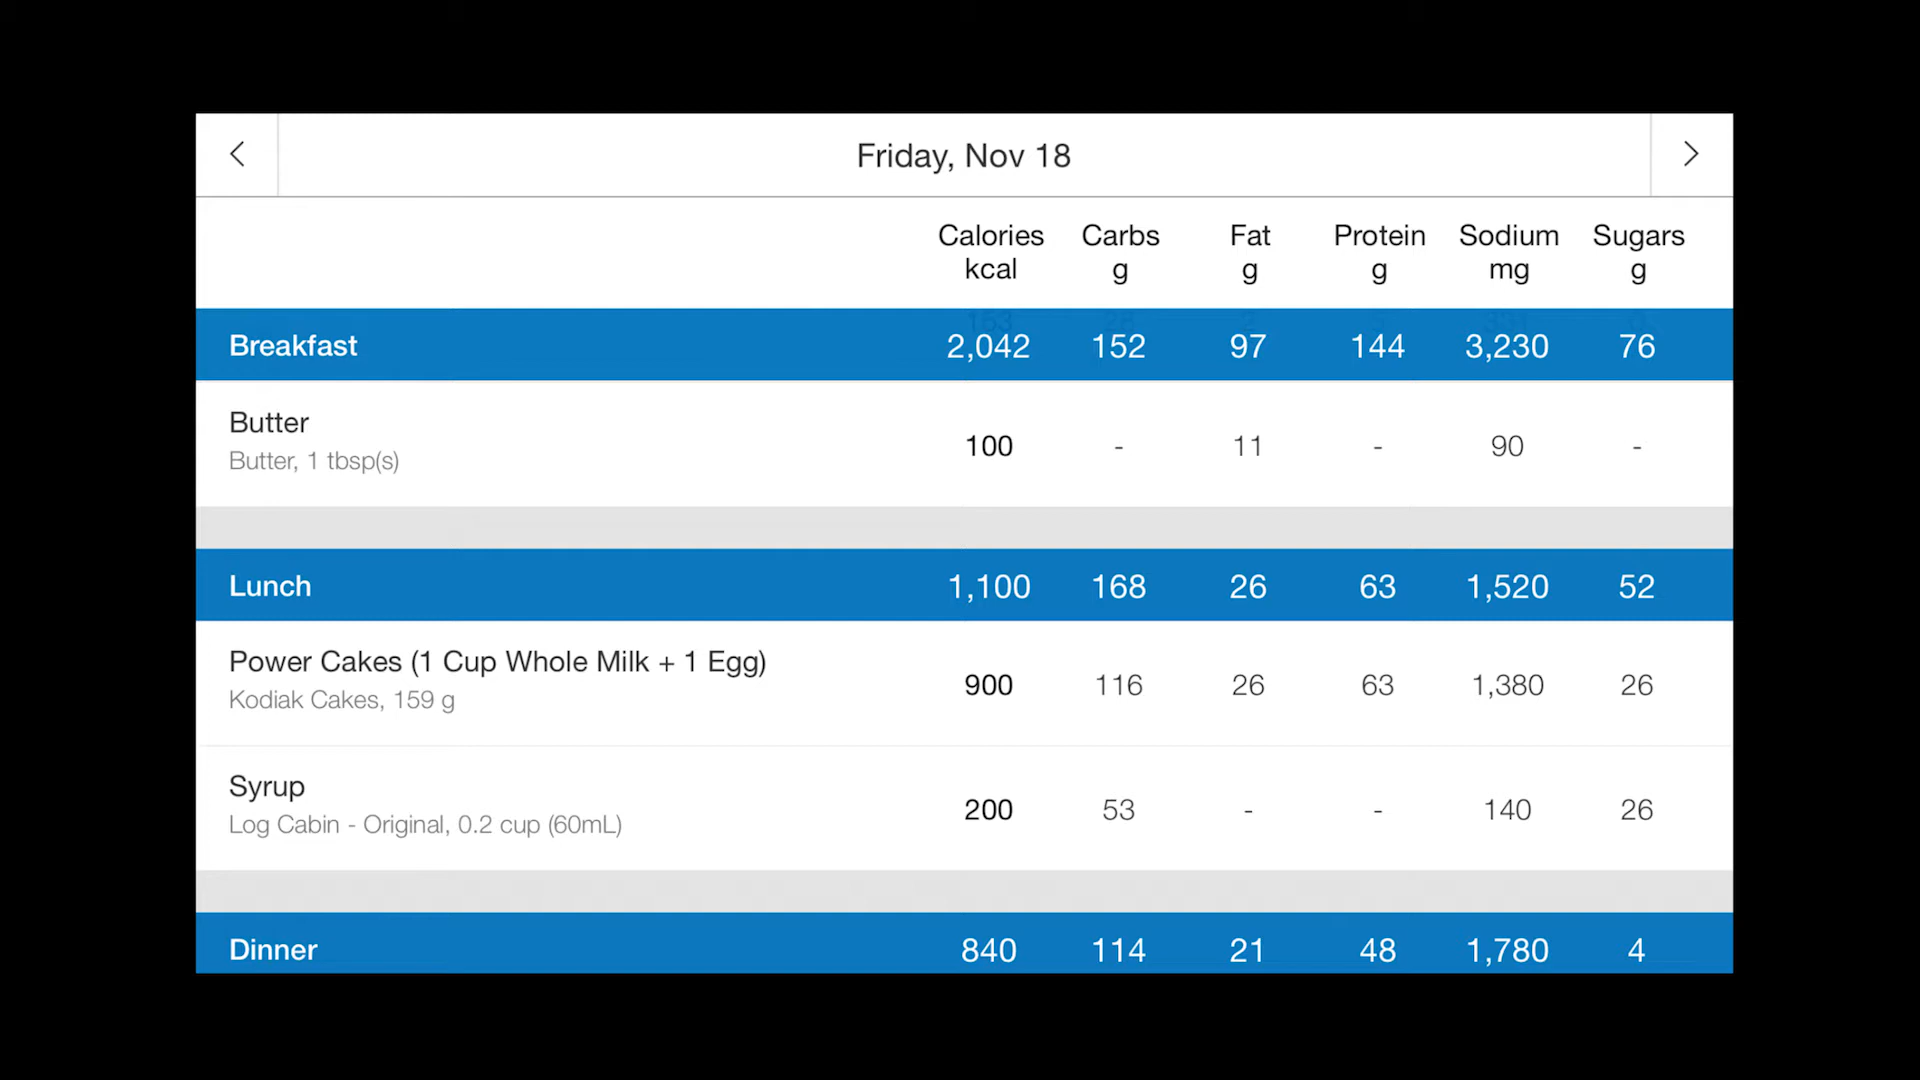 Friday, Nov 18
Calories Carbs Fat Protein Sodium Sugars
kcal g g g mg g
Breakfast 2,042 152 97 144 3,230 76
Butter
Butter, 1 tbsp(s)
100 - 11 - 90 -
Lunch 1,100 168 26 63 1,520 52
Power Cakes (1 Cup Whole Milk + 1 Egg)
Kodiak Cakes, 159 g
900 116 26 63 1,380 26
Syrup
Log Cabin - Original, 0.2 cup (60mL)
200 53 - - 140 26
Dinner 840 114 21 48 1,780 4